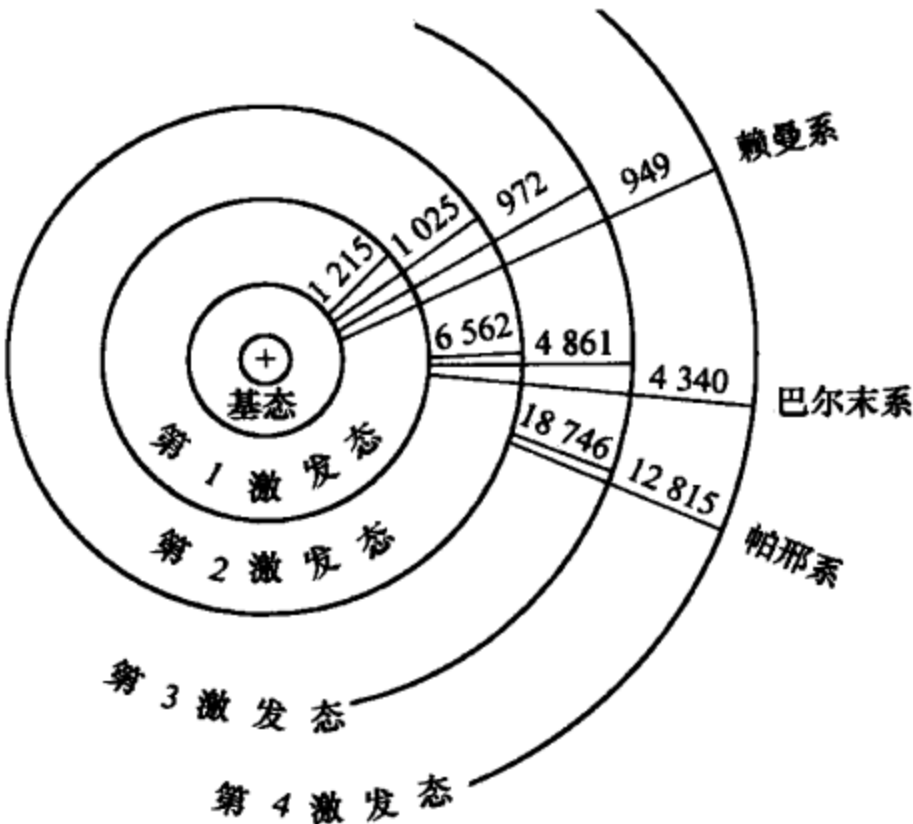 赖曼系
949
972
1 025
1 215
6 562
4 861
4 340
巴尔末系
+
基态
18 746
12 815
帕邢系
第 1 激 发 态
第 2 激 发 态
第 3 激 发 态
第 4 激 发 态